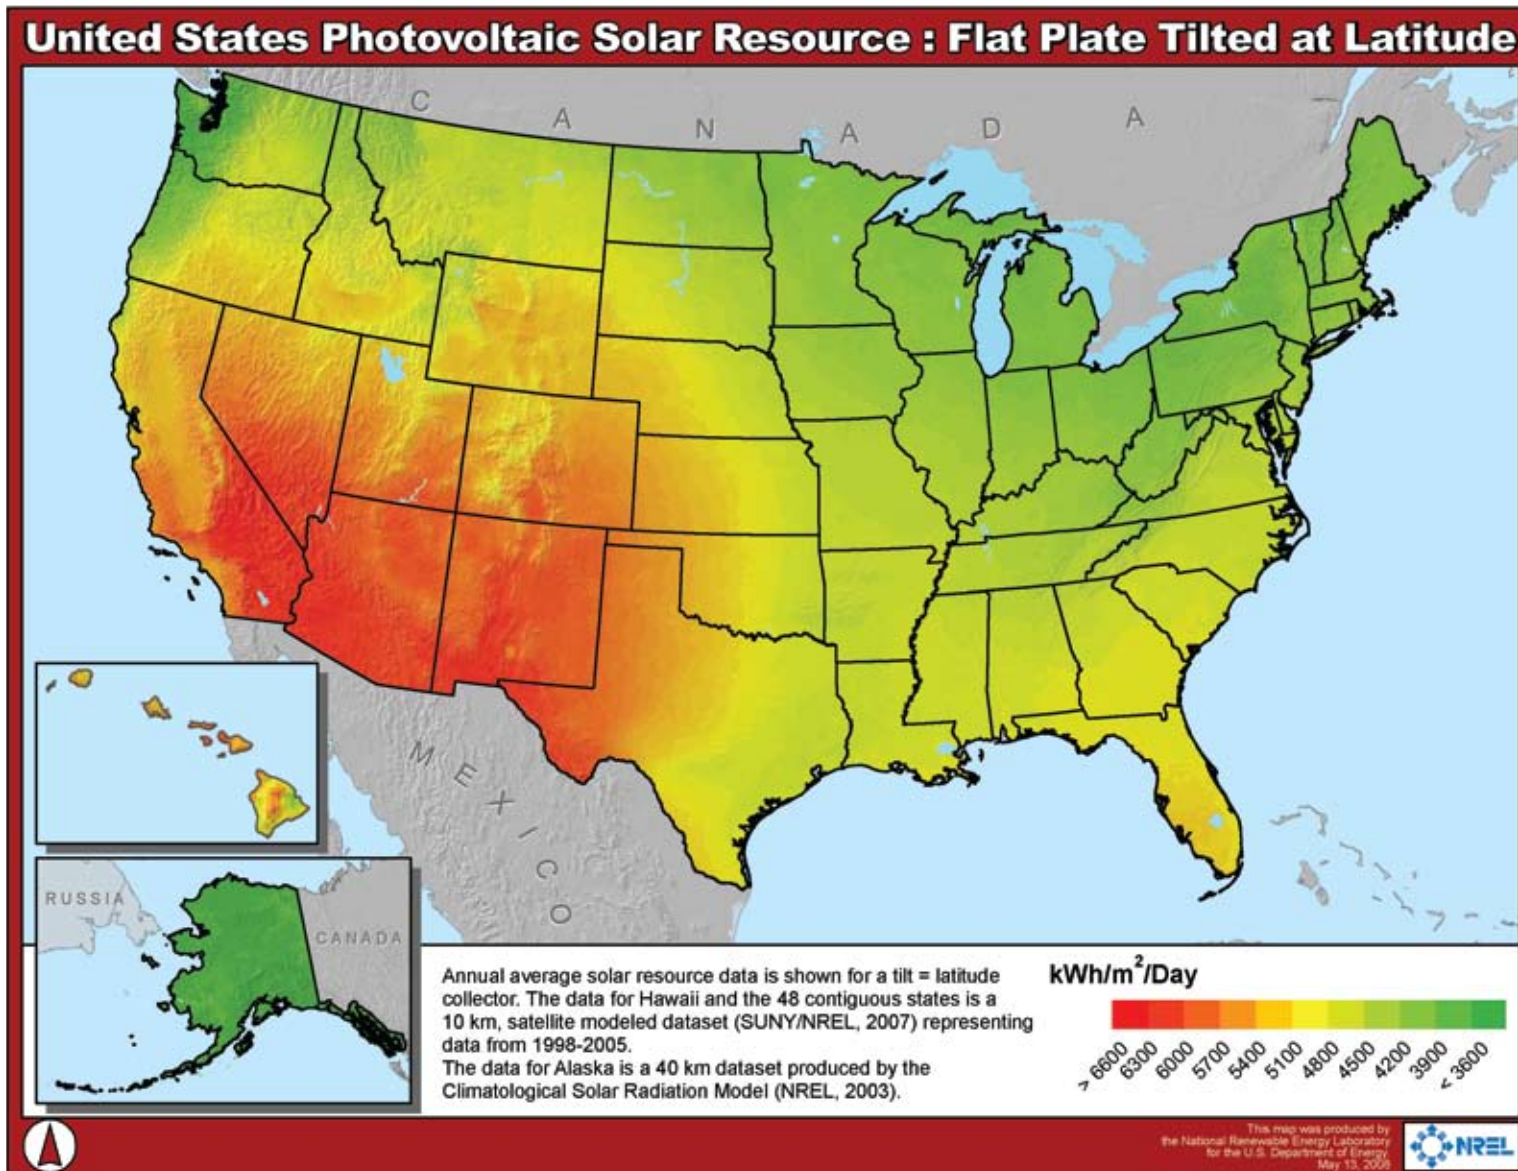 United States Photovoltaic Solar Resource : Flat Plate Tilted at Latitude
C A N A D A
M E X I C O
RUSSIA
CANADA
Annual average solar resource data is shown for a tilt = latitude
collector. The data for Hawaii and the 48 contiguous states is a
10 km, satellite modeled dataset (SUNY/NREL, 2007) representing
data from 1998-2005.
The data for Alaska is a 40 km dataset produced by the
Climatological Solar Radiation Model (NREL, 2003).
kWh/m²/Day
> 6600
6300
6000
5700
5400
5100
4800
4500
4200
3900
< 3600
This map was produced by
the National Renewable Energy Laboratory
for the U.S. Department of Energy.
May 13, 2008
NREL